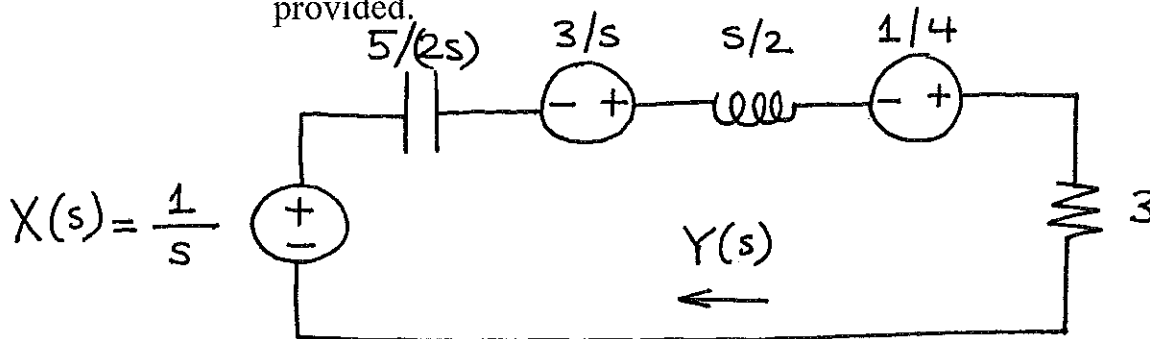 provided.
5/(2s) 3/s s/2 1/4
- + - +
X(s) = 1/s + - 3
Y(s)